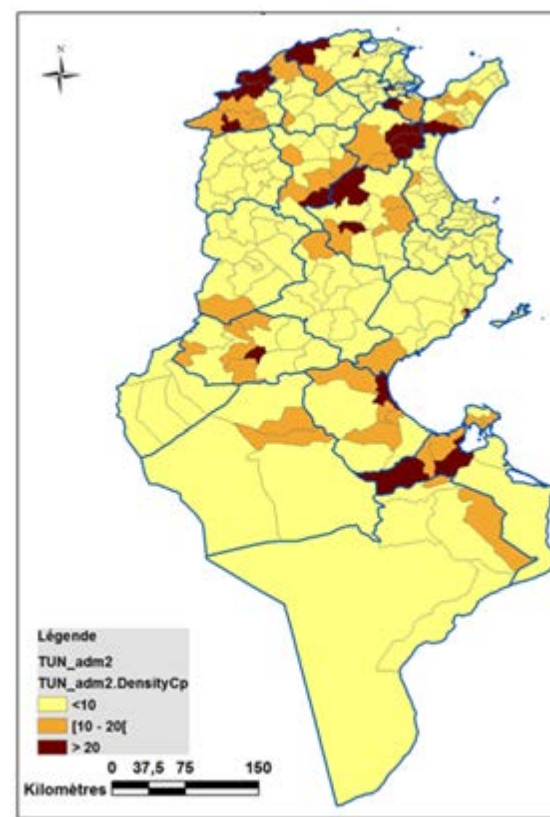 N
Légende
TUN_adm2
TUN_adm2.DensityCp
<10
[10 - 20[
> 20
0 37,5 75 150
Kilomètres